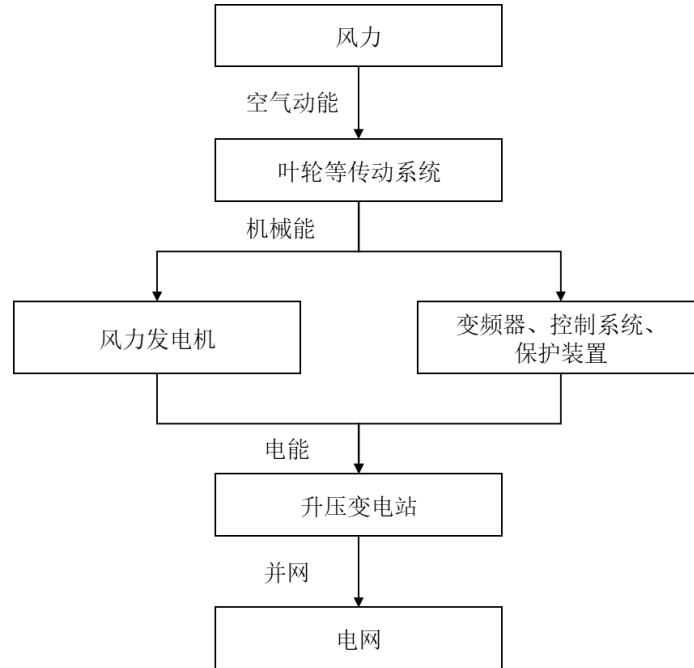 风力
空气动能
叶轮等传动系统
机械能
风力发电机
变频器、控制系统、
保护装置
电能
升压变电站
并网
电网